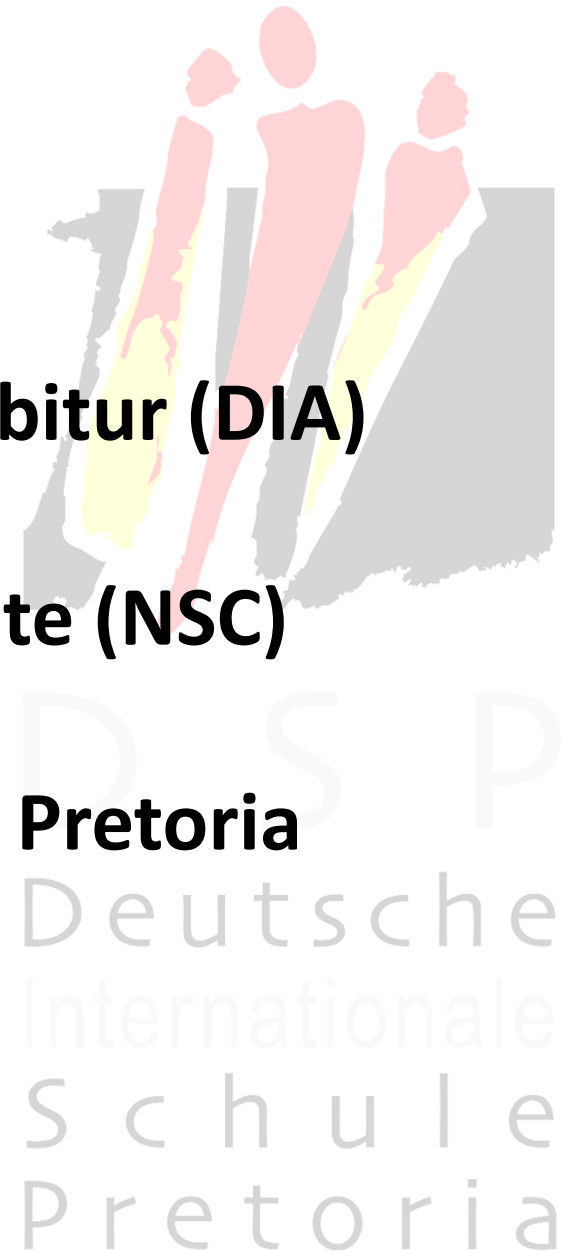 bitur (DIA)
te (NSC)
D S P
Pretoria
Deutsche
Internationale
Schule
Pretoria